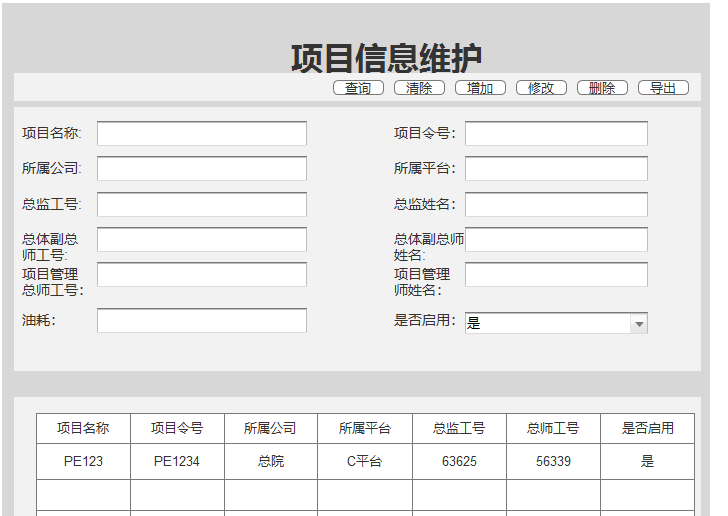 项目信息维护
查询 清除 增加 修改 删除 导出
项目名称: 项目令号:
所属公司: 所属平台:
总监工号: 总监姓名:
总体副总 总体副总师
师工号: 姓名:
项目管理 项目管理
总师工号: 师姓名:
油耗: 是否启用: 是
项目名称 项目令号 所属公司 所属平台 总监工号 总师工号 是否启用
PE123 PE1234 总院 C平台 63625 56339 是